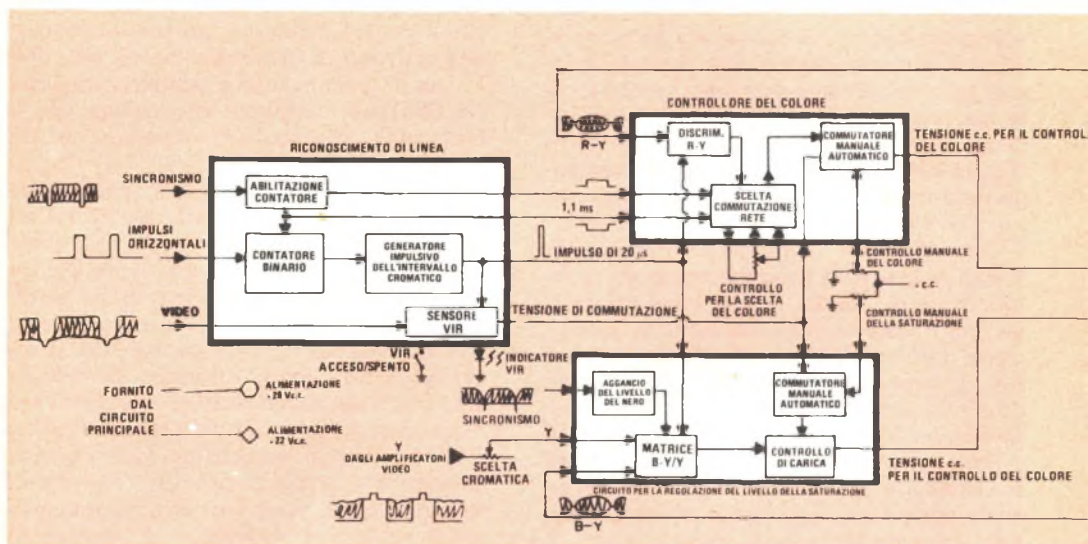 CONTROLLORE DEL COLORE
R-Y
DISCRIM.
R-Y
COMMUTATORE
MANUALE
AUTOMATICO
TENSIONE c.c. PER IL CONTROL
DEL COLORE
RICONOSCIMENTO DI LINEA
SINCRONISMO
ABILITAZIONE
CONTATORE
1,1 ms
SCELTA
COMMUTAZIONE
RETE
IMPULSI
ORIZZONTALI
CONTATORE
BINARIO
GENERATORE
IMPULSIVO
DELL'INTERVALLO
CROMATICO
IMPULSO DI 20 µS
CONTROLLO
PER LA SCELTA
DEL COLORE
CONTROLLO MANUALE
DEL COLORE
+ c.c.
CONTROLLO MANUALE
DELLA SATURAZIONE
VIDEO
SENSORE
VIR
TENSIONE DI COMMUTAZIONE
VIR
ACCESO/SPENTO
INDICATORE
VIR
FORNITO
DAL
CIRCUITO
PRINCIPALE
ALIMENTAZIONE
+20 Vc.c.
ALIMENTAZIONE
+22 Vc.c.
SINCRONISMO
AGGANCIO
DEL LIVELLO
DEL NERO
COMMUTATORE
MANUALE
AUTOMATICO
Y
DAGLI AMPLIFICATORI
VIDEO
SCELTA
CROMATICA
Y
MATRICE
B-Y/Y
CONTROLLO
DI CARICA
TENSIONE c.c.
PER IL CONTROLLO DEL COLORE
CIRCUITO PER LA REGOLAZIONE DEL LIVELLO DELLA SATURAZIONE
B-Y